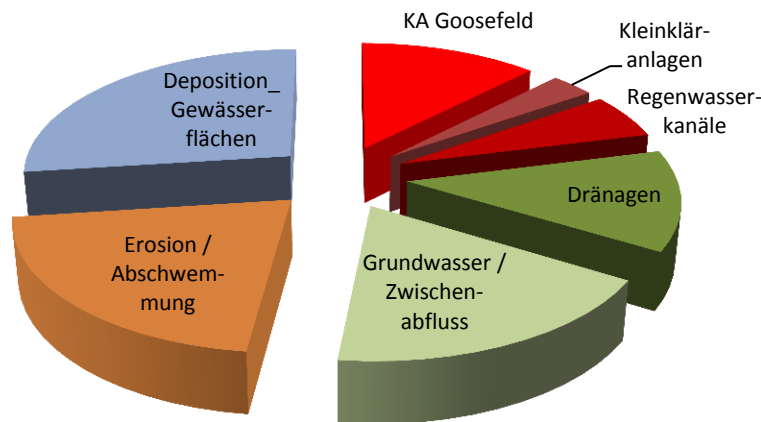 KA Goosefeld
Kleinklär-
anlagen
Regenwasser-
kanäle
Dränagen
Grundwasser /
Zwischen-
abfluss
Erosion /
Abschwem-
mung
Deposition_
Gewässer-
flächen